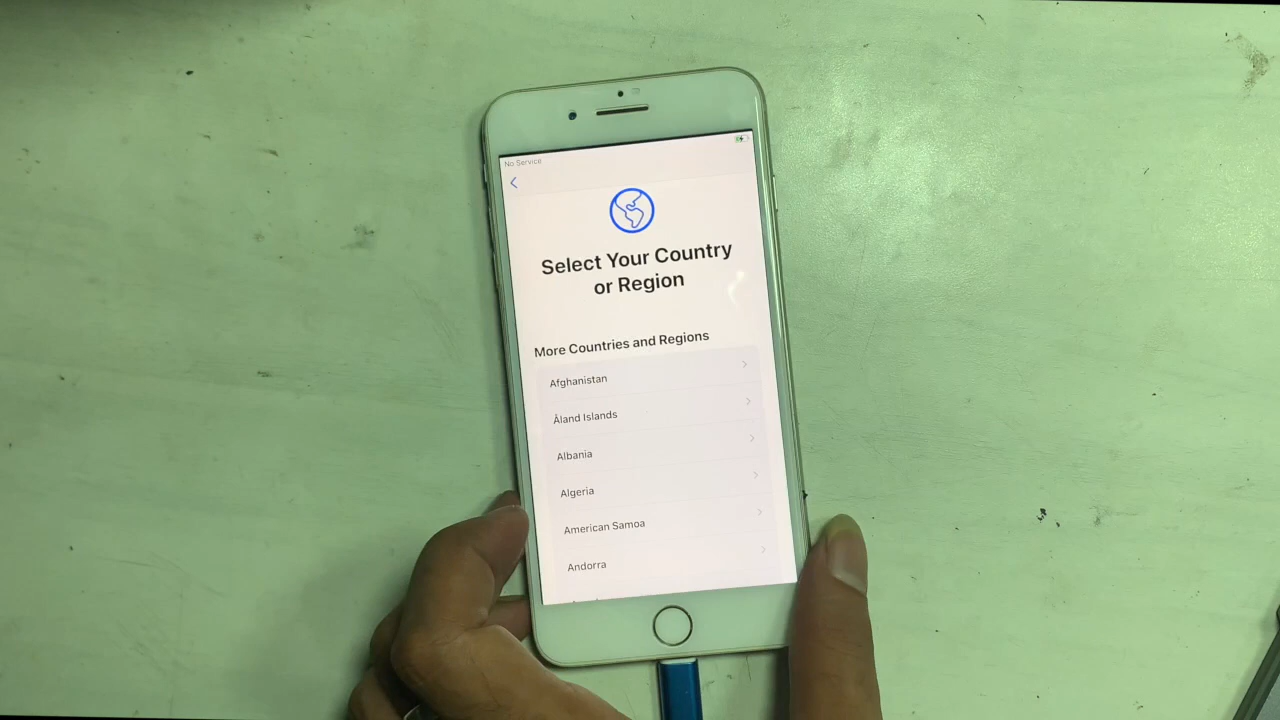 No Service
Select Your Country
or Region
More Countries and Regions
Afghanistan
Åland Islands
Albania
Algeria
American Samoa
Andorra